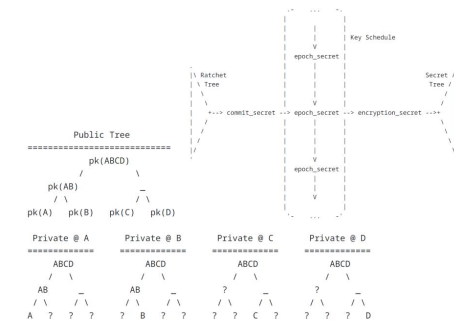 .- ... -.
Key Schedule
V
epoch_secret
Ratchet
Tree
Secret
Tree
V
+--> commit_secret --> epoch_secret --> encryption_secret -->+
V
epoch_secret
V
'- ... -'
Public Tree
============================
pk(ABCD)
/ \
pk(AB) _
/ \ / \
pk(A) pk(B) pk(C) pk(D)
Private @ A Private @ B Private @ C Private @ D
============= ============= ============= =============
ABCD ABCD ABCD ABCD
/ \ / \ / \ / \
AB _ AB _ ? _ ? _
/ \ / \ / \ / \ / \ / \ / \ / \
A ? ? ? ? B ? ? ? ? C ? ? ? ? D